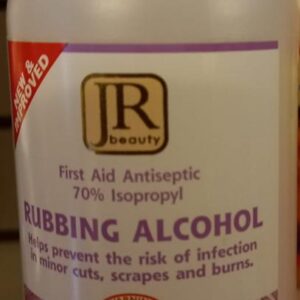 NEW &
IMPROVED
JR
beauty
First Aid Antiseptic
70% Isopropyl
RUBBING ALCOHOL
Helps prevent the risk of infection
in minor cuts, scrapes and burns.